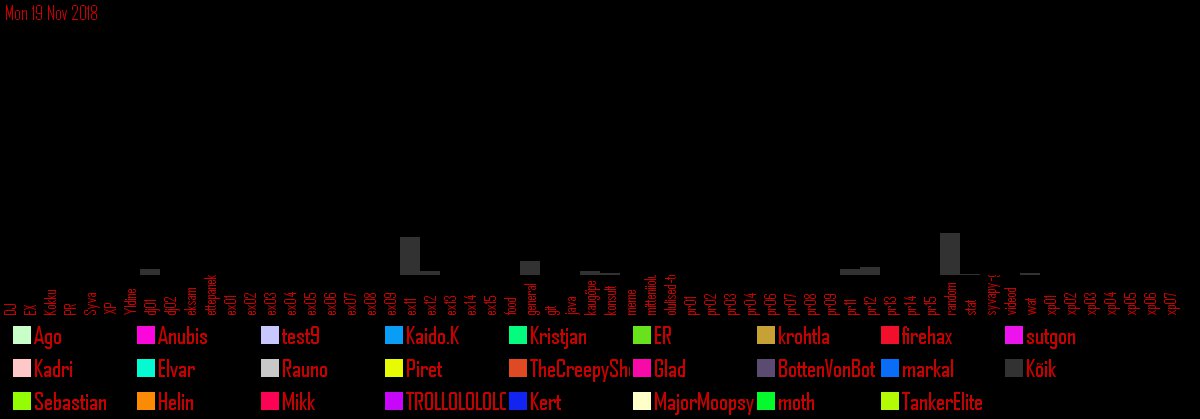 Mon 19 Nov 2018
DJ
EX
Kokku
PR
Syva
XP
Yldine
dj01
dj02
eksam
ettepanek
ex01
ex02
ex03
ex04
ex05
ex06
ex07
ex08
ex09
ex11
ex12
ex13
ex14
ex15
food
general
git
java
kaugõpe
konsult
meme
olulised-h
pr01
pr02
pr03
pr04
pr06
pr07
pr08
pr09
pr11
pr12
pr13
pr14
pr15
random
stat
videod
wat
xp01
xp02
xp03
xp04
xp05
xp06
xp07
Ago Anubis test9 Kaido.K Kristjan ER krohtla firehax sutgon
Kadri Elvar Rauno Piret TheCreepySh Glad BottenVonBot markal Kõik
Sebastian Helin Mikk TROLLOLOLOLO Kert MajorMoopsy moth TankerElite